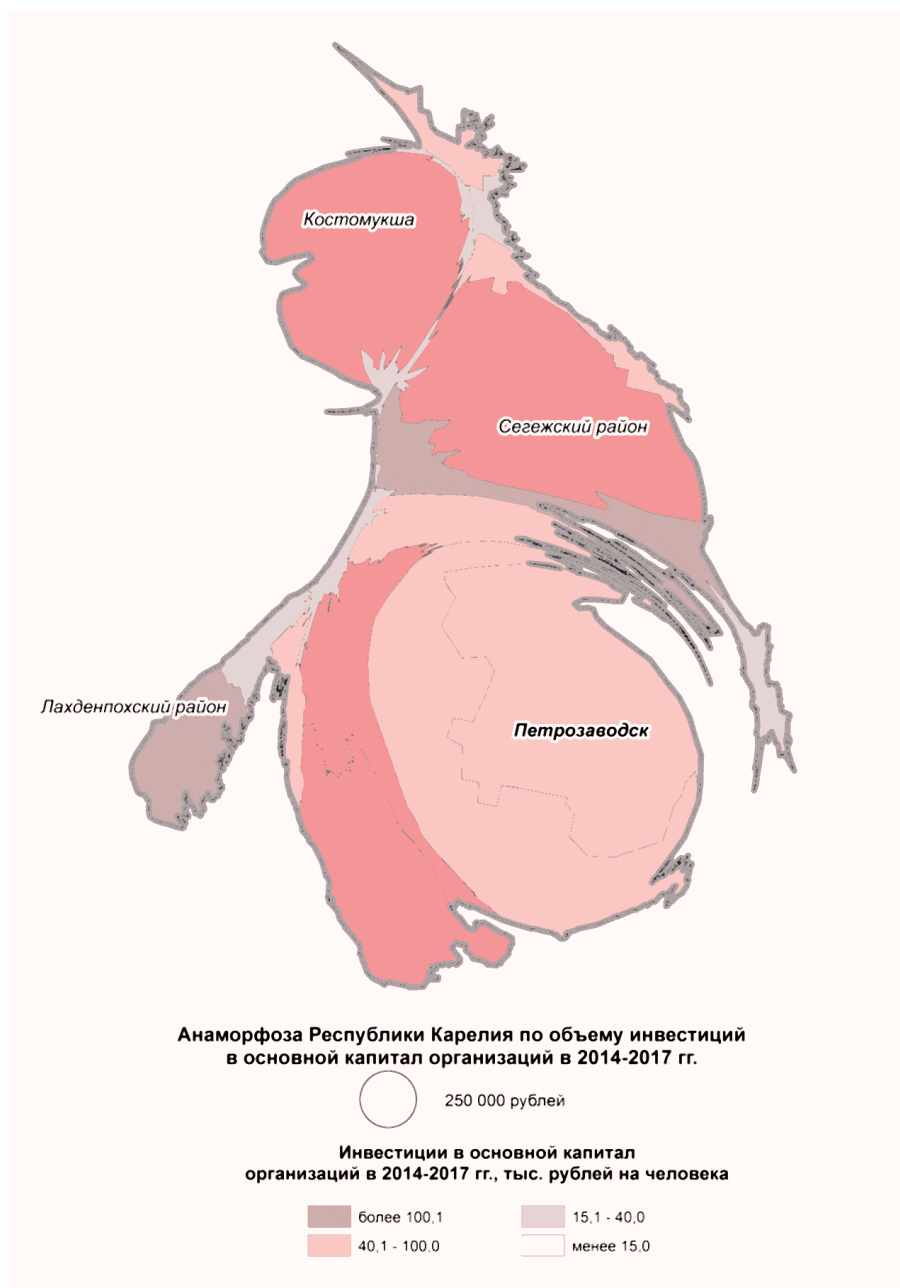 Костомукша
Сегежский район
Лахденпохский район
Петрозаводск
Анаморфоза Республики Карелия по объему инвестиций
в основной капитал организаций в 2014-2017 гг.
250 000 рублей
Инвестиции в основной капитал
организаций в 2014-2017 гг., тыс. рублей на человека
более 100,1
15,1 - 40,0
40,1 - 100,0
менее 15,0